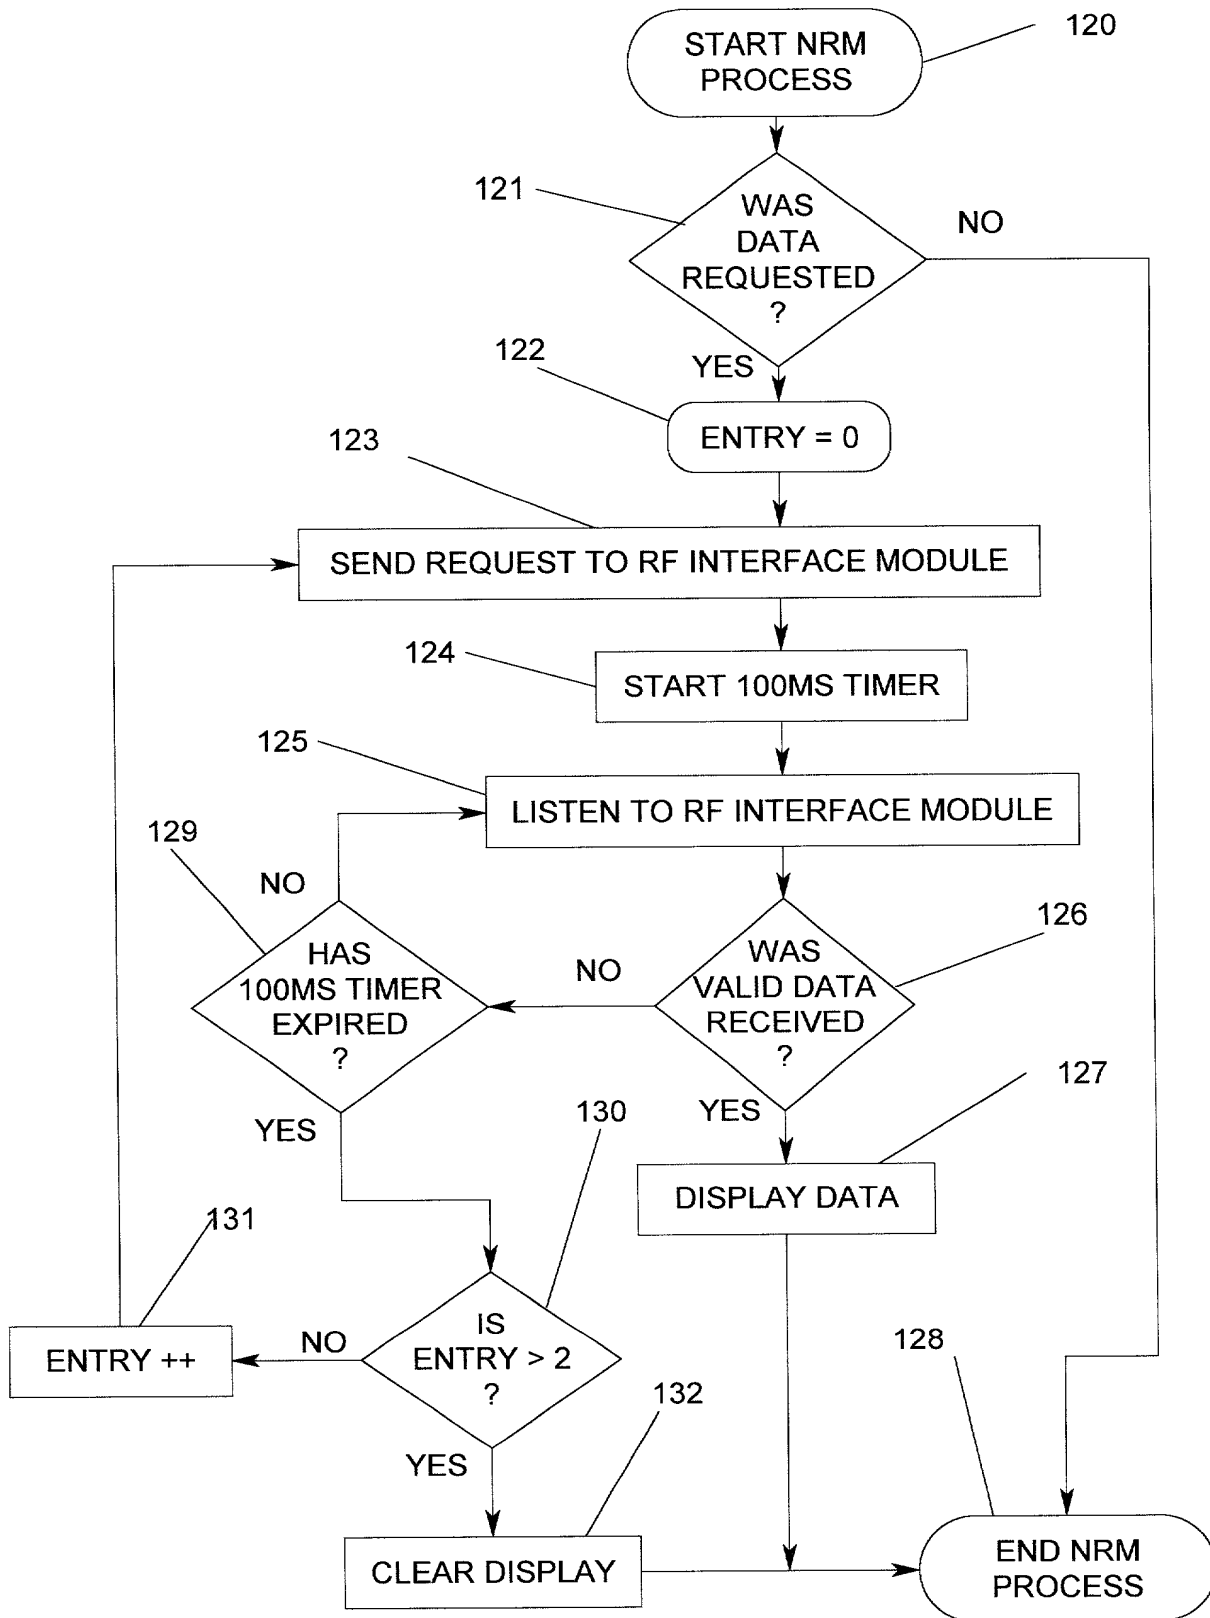 START NRM
PROCESS
120
121
WAS
DATA
REQUESTED
?
NO
YES
122
ENTRY = 0
123
SEND REQUEST TO RF INTERFACE MODULE
124
START 100MS TIMER
125
LISTEN TO RF INTERFACE MODULE
129
NO
HAS
100MS TIMER
EXPIRED
?
YES
NO
126
WAS
VALID DATA
RECEIVED
?
YES
127
DISPLAY DATA
130
131
ENTRY ++
NO
IS
ENTRY > 2
?
YES
132
CLEAR DISPLAY
128
END NRM
PROCESS